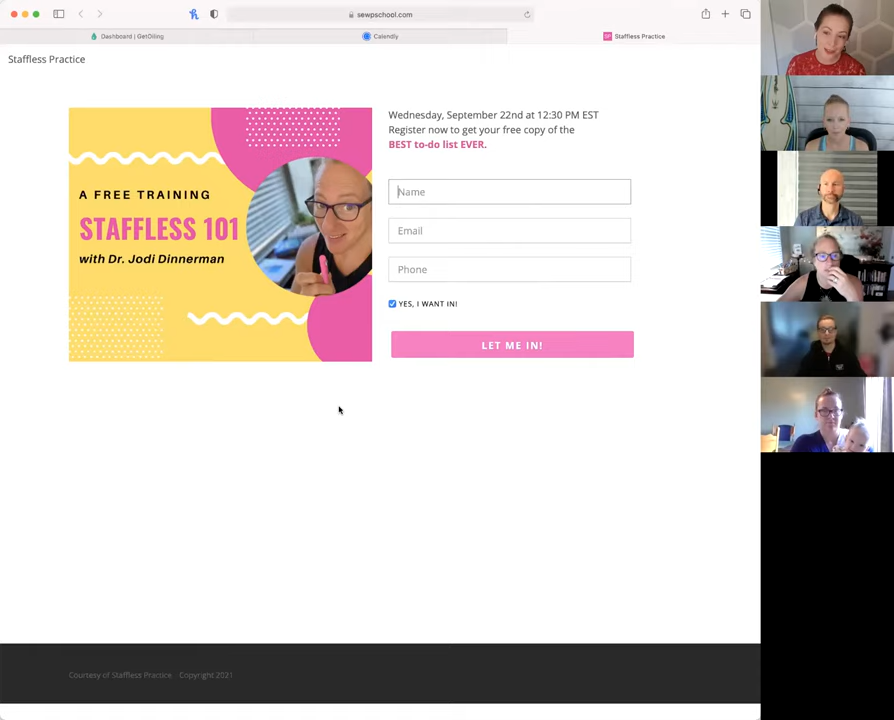 sewpschool.com
Dashboard | GetOiling
Calendly
SP
Staffless Practice
Staffless Practice
A FREE TRAINING
STAFFLESS 101
with Dr. Jodi Dinnerman
Wednesday, September 22nd at 12:30 PM EST
Register now to get your free copy of the
BEST to-do list EVER.
Name
Email
Phone
YES, I WANT IN!
LET ME IN!
Courtesy of Staffless Practice Copyright 2021